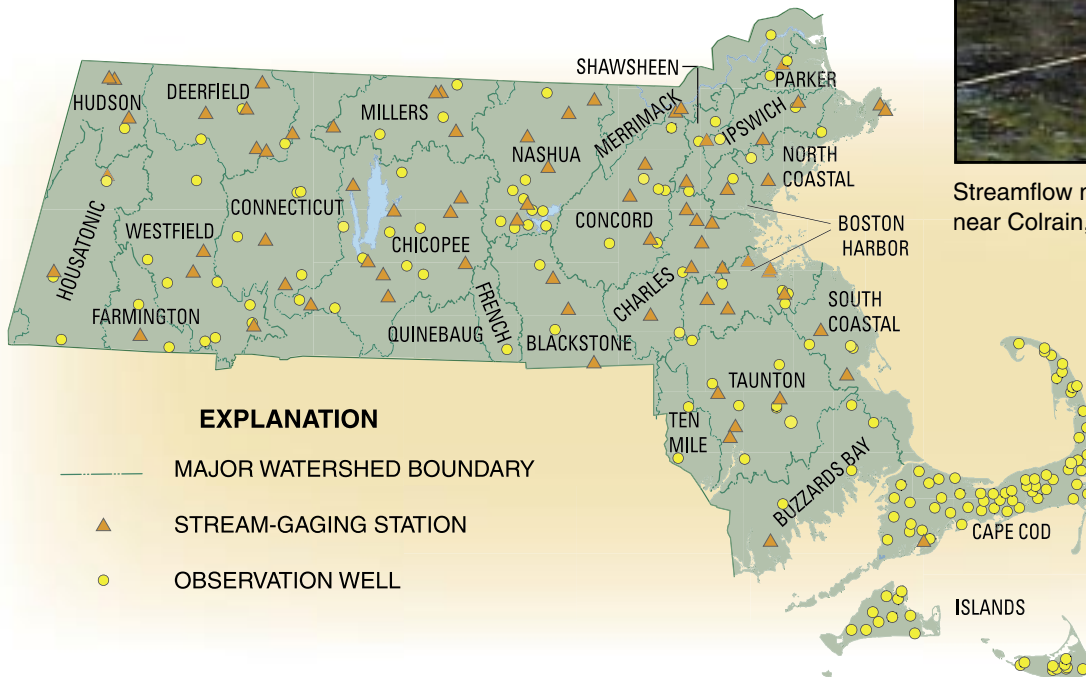 SHAWSHEEN
PARKER
HUDSON
DEERFIELD
MILLERS
MERRIMACK
IPSWICH
NASHUA
NORTH
COASTAL
HOUSATONIC
CONNECTICUT
WESTFIELD
CHICOPEE
CONCORD
BOSTON
HARBOR
Streamflow
near Colrain,
FARMINGTON
QUINEBAUG
FRENCH
BLACKSTONE
CHARLES
SOUTH
COASTAL
TAUNTON
TEN
MILE
BUZZARDS BAY
CAPE COD
ISLANDS
EXPLANATION
MAJOR WATERSHED BOUNDARY
STREAM-GAGING STATION
OBSERVATION WELL